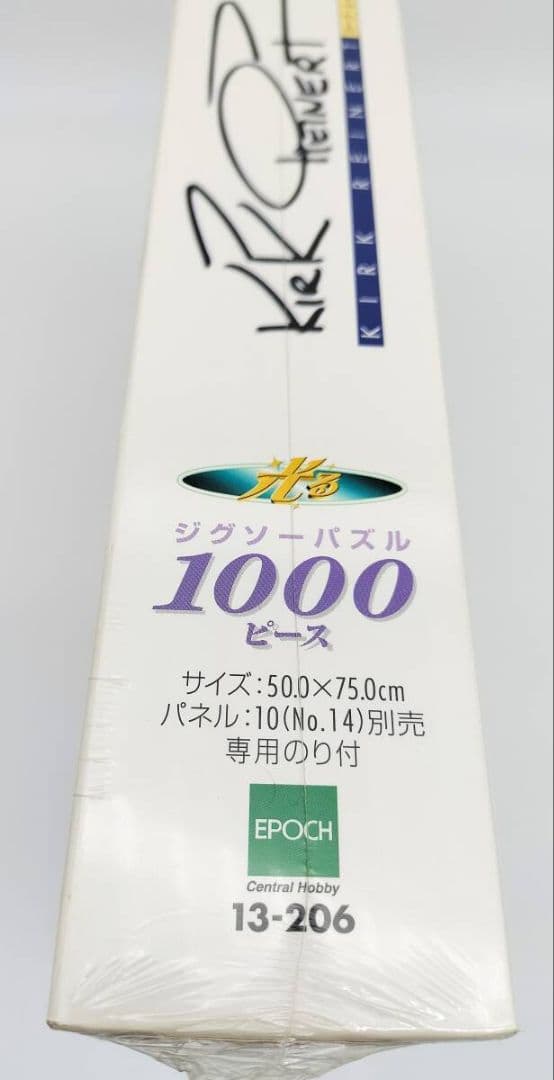 KIRK REINERT
KIRK REINERT
光る
ジグソーパズル
1000
ピース
サイズ:50.0×75.0cm
パネル:10(No.14)別売
専用のり付
EPOCH
Central Hobby
13-206